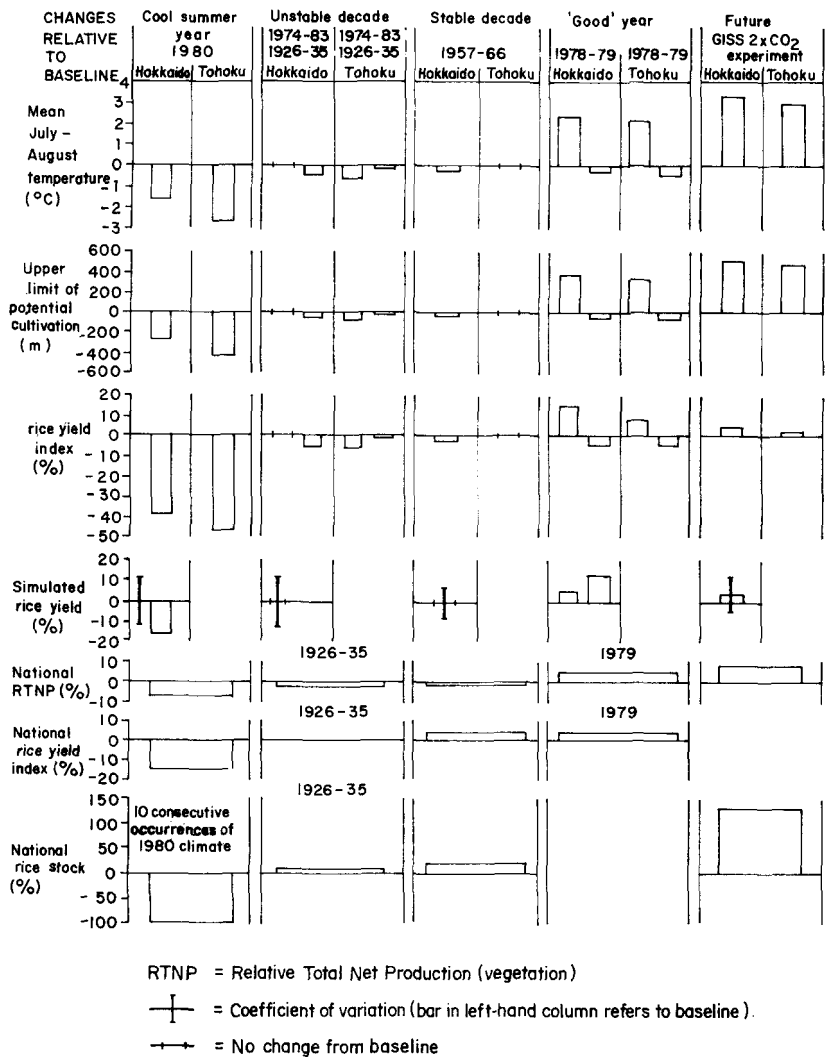 CHANGES
RELATIVE
TO
BASELINE
Cool summer
year
1980
Hokkaido Tohoku
Unstable decade
1974-83 1974-83
1926-35 1926-35
Hokkaido Tohoku
Stable decade
1957-66
Hokkaido Tohoku
'Good' year
1978-79 1978-79
Hokkaido Tohoku
Future
GISS 2xCO2
experiment
Hokkaido Tohoku
Mean
July –
August
temperature
(°C)
4
3
2
1
0
-1
-2
-3
Upper
limit of
potential
cultivation
(m)
600
400
200
0
-200
-400
-600
rice yield
index
(%)
20
10
0
-10
-20
-30
-40
-50
Simulated
rice yield
(%)
20
10
0
-10
-20
1926-35
1979
National
RTNP (%)
10
0
-10
1926-35
1979
National
rice yield
index (%)
10
0
-10
-20
1926-35
National
rice stock
(%)
150
100
50
0
-50
-100
10 consecutive
occurrences of
1980 climate
RTNP = Relative Total Net Production (vegetation)
= Coefficient of variation (bar in left-hand column refers to baseline).
= No change from baseline